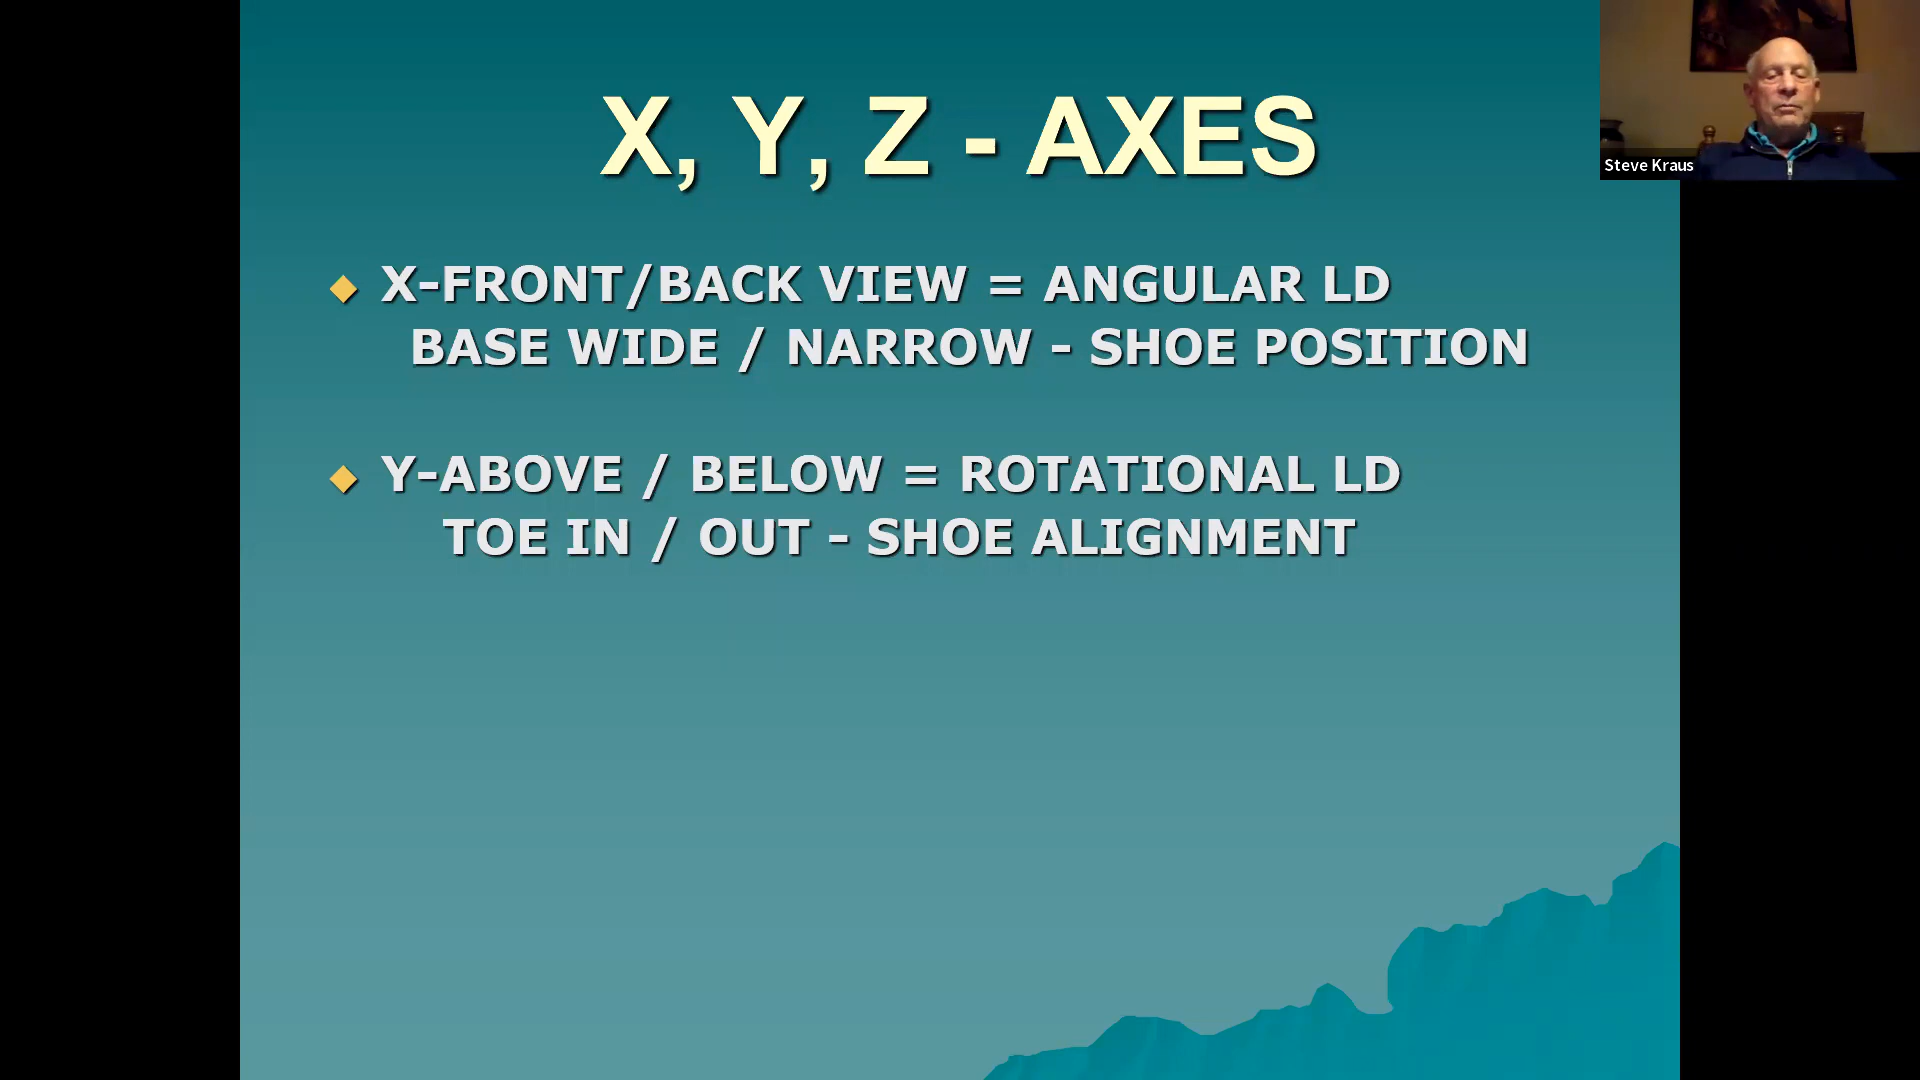 X, Y, Z - AXES
Steve Kraus
X-FRONT/BACK VIEW = ANGULAR LD
BASE WIDE / NARROW - SHOE POSITION
Y-ABOVE / BELOW = ROTATIONAL LD
TOE IN / OUT - SHOE ALIGNMENT